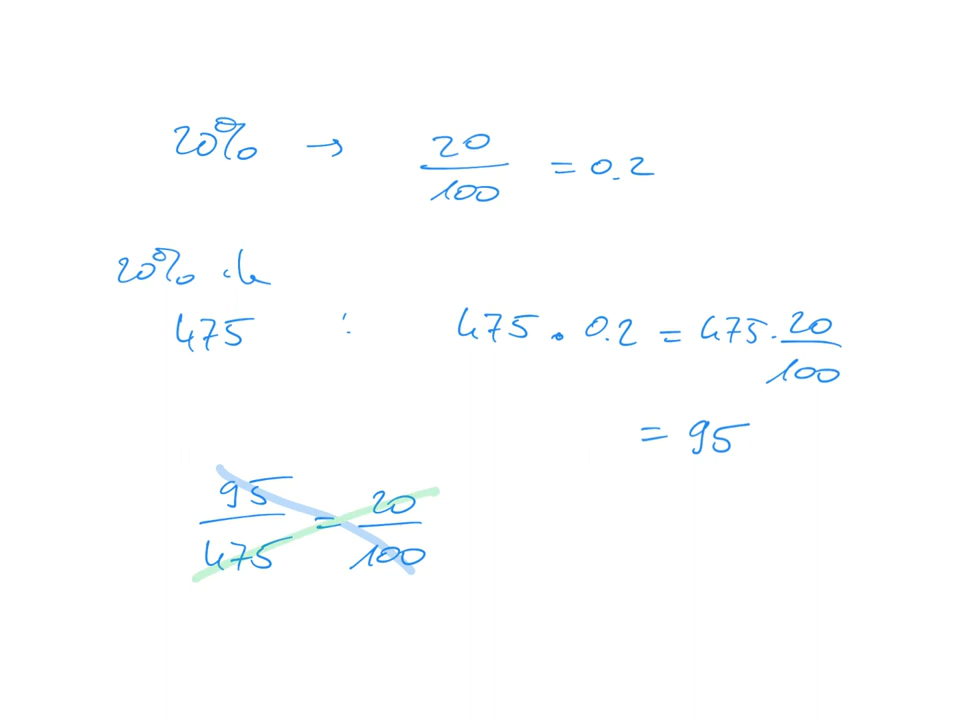 20% → 20/100 = 0.2
20% de
475 : 475 · 0.2 = 475 · 20/100
= 95
95/475 = 20/100